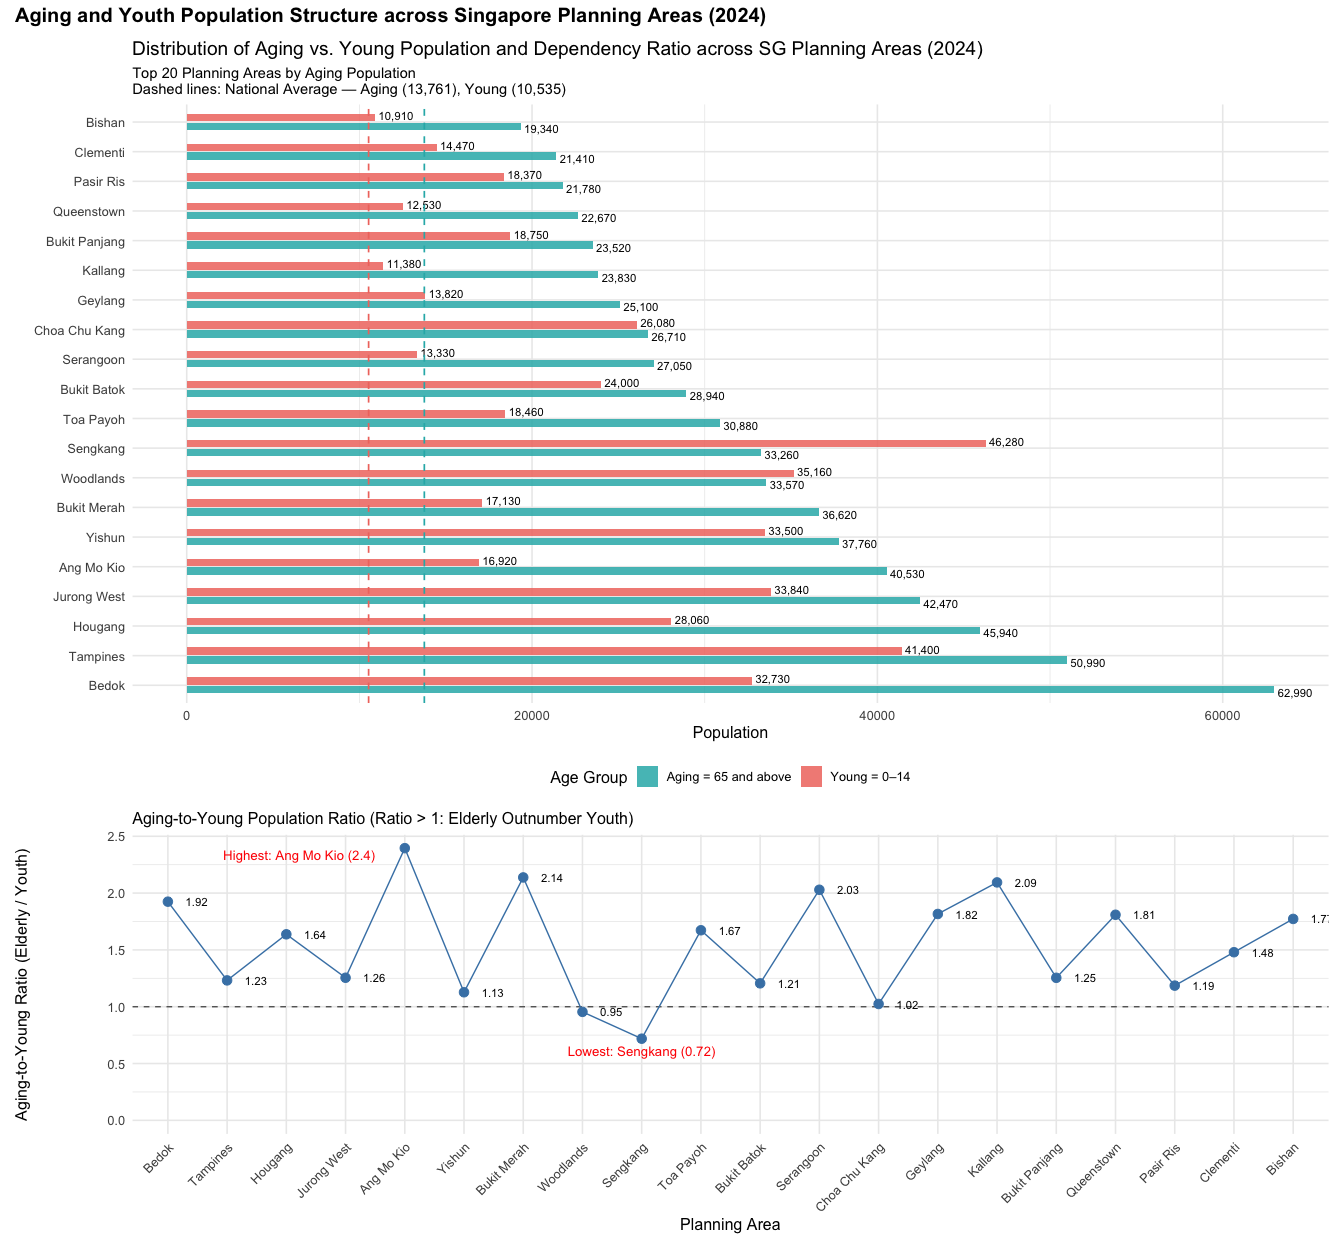 Aging and Youth Population Structure across Singapore Planning Areas (2024)
Distribution of Aging vs. Young Population and Dependency Ratio across SG Planning Areas (2024)
Top 20 Planning Areas by Aging Population
Dashed lines: National Average — Aging (13,761), Young (10,535)
Bishan 10,910 19,340
Clementi 14,470 21,410
Pasir Ris 18,370 21,780
Queenstown 12,530 22,670
Bukit Panjang 18,750 23,520
Kallang 11,380 23,830
Geylang 13,820 25,100
Choa Chu Kang 26,080 26,710
Serangoon 13,330 27,050
Bukit Batok 24,000 28,940
Toa Payoh 18,460 30,880
Sengkang 46,280 33,260
Woodlands 35,160 33,570
Bukit Merah 17,130 36,620
Yishun 33,500 37,760
Ang Mo Kio 16,920 40,530
Jurong West 33,840 42,470
Hougang 28,060 45,940
Tampines 41,400 50,990
Bedok 32,730 62,990
0 20000 40000 60000
Population
Age Group Aging = 65 and above Young = 0–14
Aging-to-Young Population Ratio (Ratio > 1: Elderly Outnumber Youth)
Aging-to-Young Ratio (Elderly / Youth)
2.5
2.0
1.5
1.0
0.5
0.0
Highest: Ang Mo Kio (2.4)
1.92
1.23
1.64
1.26
1.13
2.14
0.95
Lowest: Sengkang (0.72)
1.67
1.21
2.03
1.02
1.82
2.09
1.25
1.81
1.19
1.48
1.77
Bedok
Tampines
Hougang
Jurong West
Ang Mo Kio
Yishun
Bukit Merah
Woodlands
Sengkang
Toa Payoh
Bukit Batok
Serangoon
Choa Chu Kang
Geylang
Kallang
Bukit Panjang
Queenstown
Pasir Ris
Clementi
Bishan
Planning Area